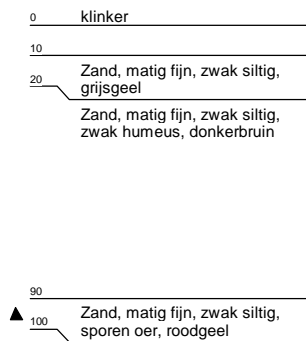 0 klinker
10
Zand, matig fijn, zwak siltig,
20 grijsgeel
Zand, matig fijn, zwak siltig,
zwak humeus, donkerbruin
90
Zand, matig fijn, zwak siltig,
100 sporen oer, roodgeel